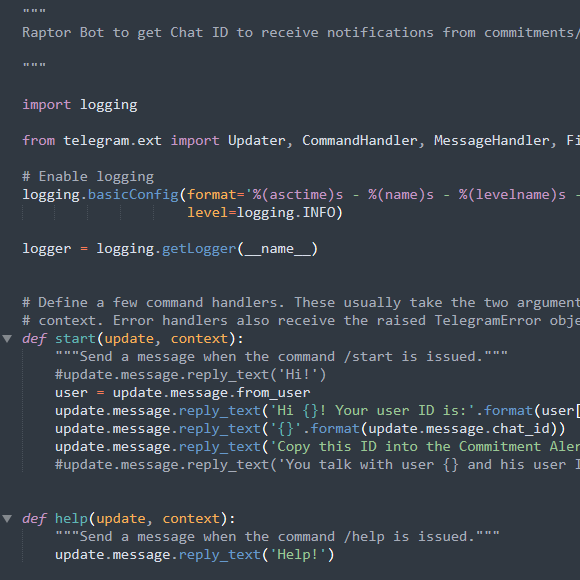 """
Raptor Bot to get Chat ID to receive notifications from commitments/
"""
import logging
from telegram.ext import Updater, CommandHandler, MessageHandler, Fi
# Enable logging
logging.basicConfig(format='%(asctime)s - %(name)s - %(levelname)s -
level=logging.INFO)
logger = logging.getLogger(__name__)
# Define a few command handlers. These usually take the two argument
# context. Error handlers also receive the raised TelegramError obje
def start(update, context):
"""Send a message when the command /start is issued."""
#update.message.reply_text('Hi!')
user = update.message.from_user
update.message.reply_text('Hi {}! Your user ID is:'.format(user[
update.message.reply_text('{}'.format(update.message.chat_id))
update.message.reply_text('Copy this ID into the Commitment Aler
#update.message.reply_text('You talk with user {} and his user I
def help(update, context):
"""Send a message when the command /help is issued."""
update.message.reply_text('Help!')